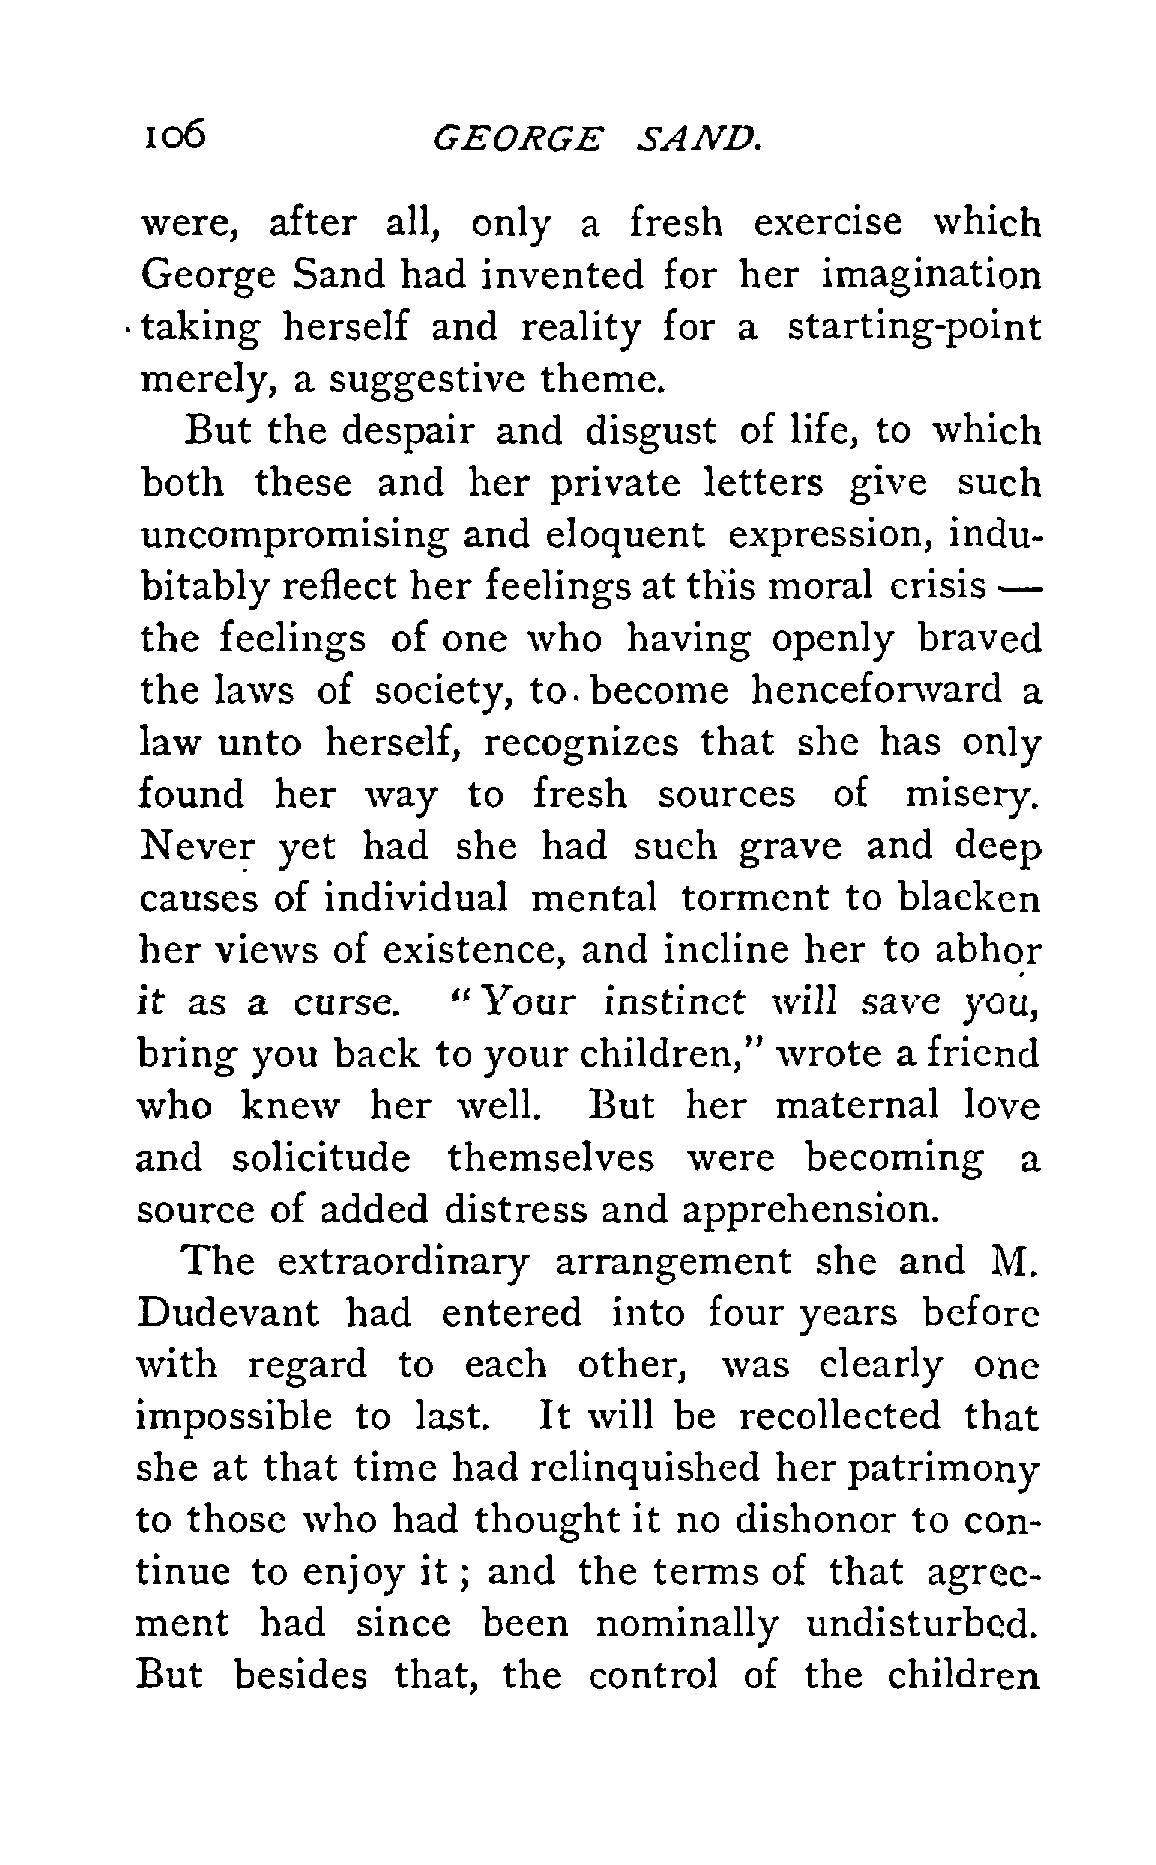 106 GEORGE SAND.
were, after all, only a fresh exercise which
George Sand had invented for her imagination
taking herself and reality for a starting-point
merely, a suggestive theme.
But the despair and disgust of life, to which
both these and her private letters give such
uncompromising and eloquent expression, indu-
bitably reflect her feelings at this moral crisis —
the feelings of one who having openly braved
the laws of society, to become henceforward a
law unto herself, recognizes that she has only
found her way to fresh sources of misery.
Never yet had she had such grave and deep
causes of individual mental torment to blacken
her views of existence, and incline her to abhor
it as a curse. "Your instinct will save you,
bring you back to your children," wrote a friend
who knew her well. But her maternal love
and solicitude themselves were becoming a
source of added distress and apprehension.
The extraordinary arrangement she and M.
Dudevant had entered into four years before
with regard to each other, was clearly one
impossible to last. It will be recollected that
she at that time had relinquished her patrimony
to those who had thought it no dishonor to con-
tinue to enjoy it ; and the terms of that agree-
ment had since been nominally undisturbed.
But besides that, the control of the children